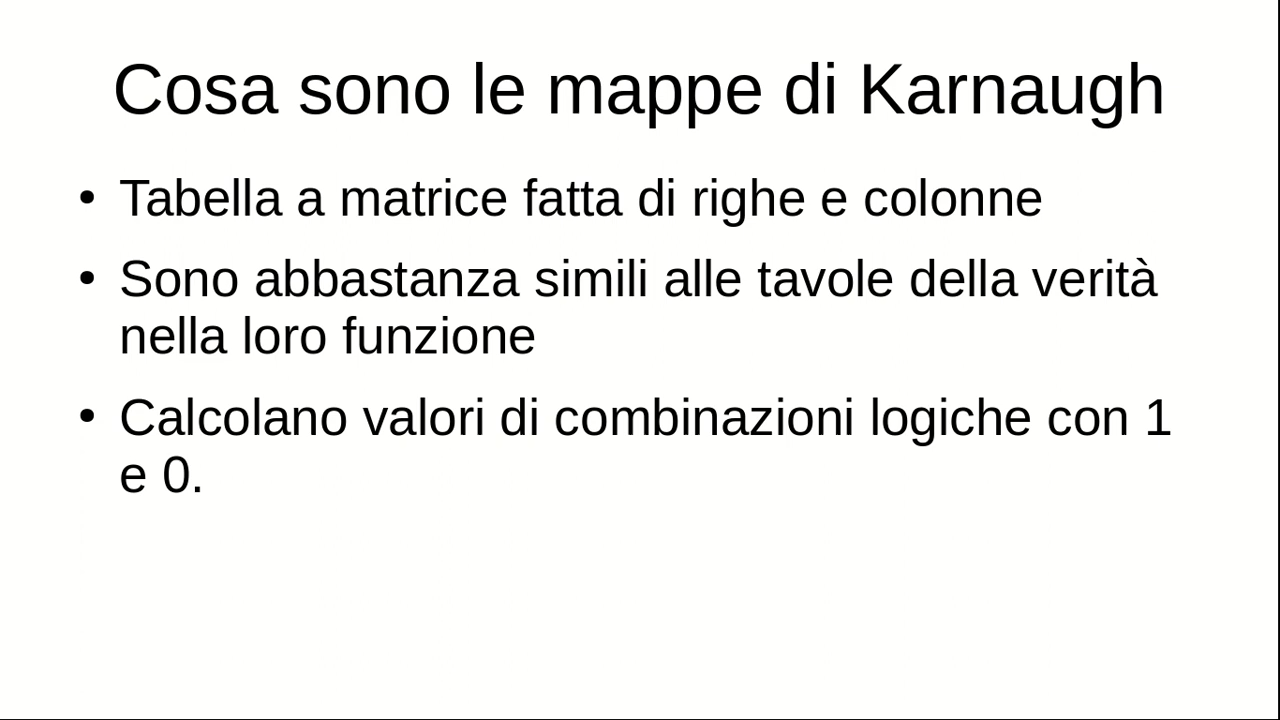 Cosa sono le mappe di Karnaugh
• Tabella a matrice fatta di righe e colonne
• Sono abbastanza simili alle tavole della verità
nella loro funzione
• Calcolano valori di combinazioni logiche con 1
e 0.